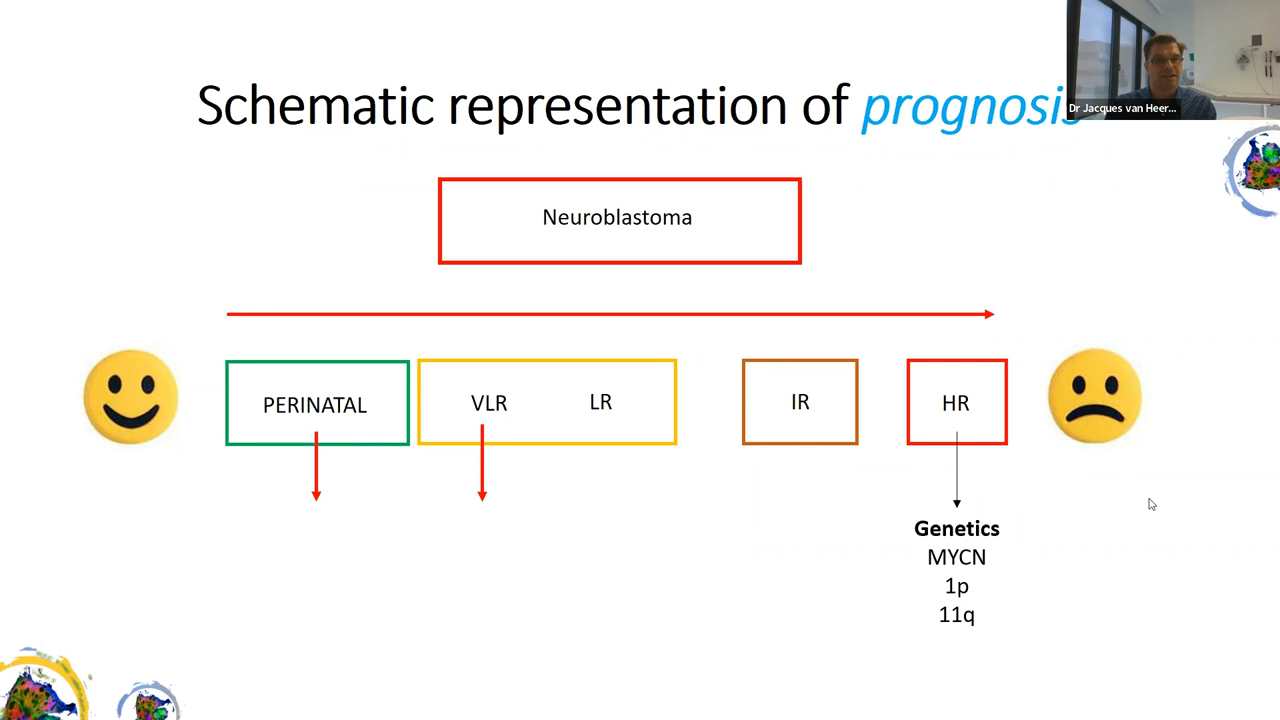 Schematic representation of prognosis
Dr Jacques van Heer...
Neuroblastoma
PERINATAL
VLR LR
IR
HR
Genetics
MYCN
1p
11q